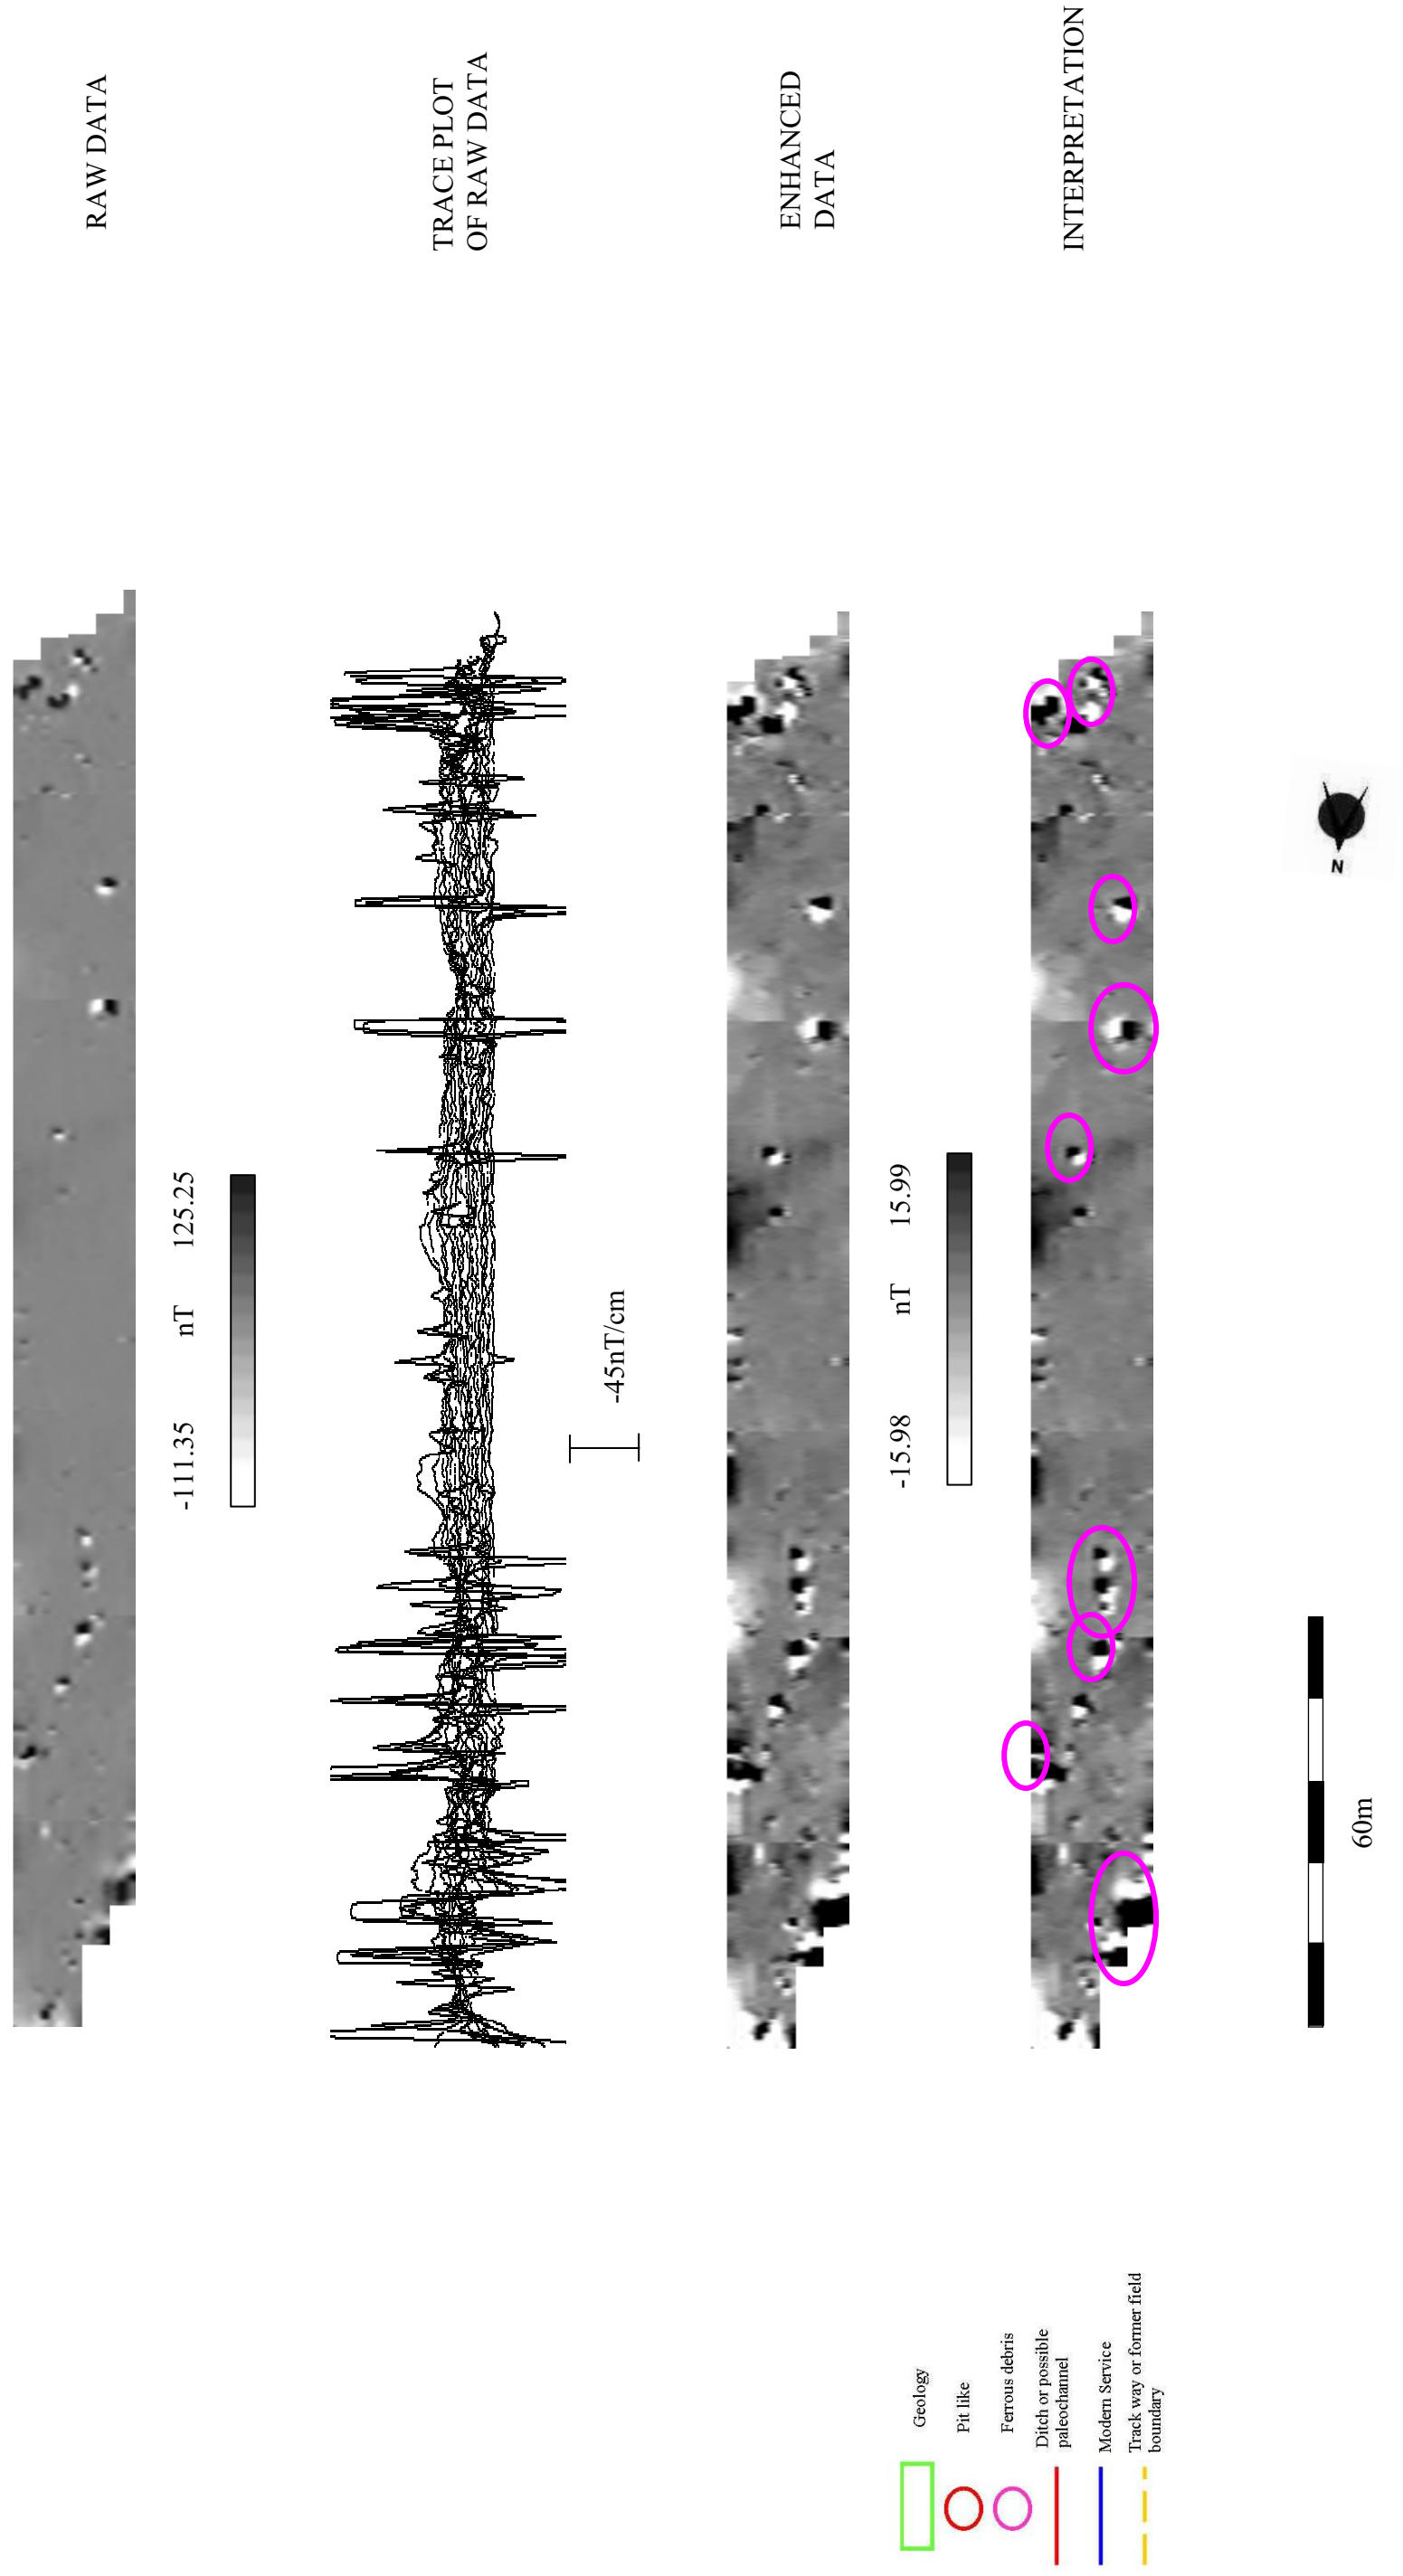 RAW DATA
-111.35 nT 125.25
TRACE PLOT
OF RAW DATA
-45nT/cm
ENHANCED
DATA
-15.98 nT 15.99
INTERPRETATION
N
60m
Geology
Pit like
Ferrous debris
Ditch or possible
paleochannel
Modern Service
Track way or former field
boundary